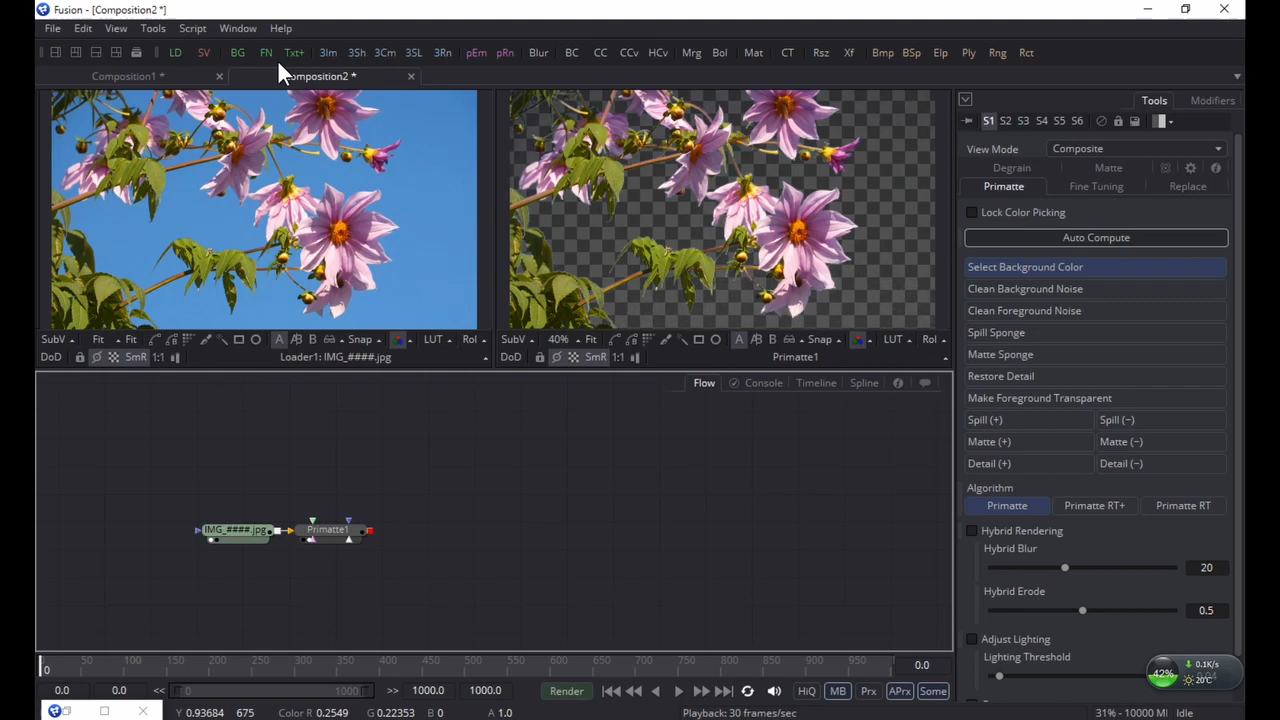 Fusion - [Composition2 *]
File Edit View Tools Script Window Help
LD SV BG FN Txt+ 3Im 3Sh 3Cm 3SL 3Rn pEm pRn Blur BC CC CCv HCv Mrg Bol Mat CT Rsz Xf Bmp BSp Elp Ply Rng Rct
Composition1 * omposition2 *
Tools Modifiers
S1 S2 S3 S4 S5 S6
View Mode Composite
Degrain Matte
Primatte Fine Tuning Replace
Lock Color Picking
Auto Compute
Select Background Color
Clean Background Noise
Clean Foreground Noise
Spill Sponge
Matte Sponge
Restore Detail
Make Foreground Transparent
Spill (+) Spill (−)
Matte (+) Matte (−)
Detail (+) Detail (−)
Algorithm
Primatte Primatte RT+ Primatte RT
Hybrid Rendering
Hybrid Blur
20
Hybrid Erode
0.5
Adjust Lighting
Lighting Threshold
SubV Fit Fit A B Snap LUT RoI
DoD SmR 1:1 Loader1: IMG_####.jpg
SubV 40% Fit A B Snap LUT RoI
DoD SmR 1:1 Primatte1
Flow Console Timeline Spline
IMG_####.jpg Primatte1
0 50 100 150 200 250 300 350 400 450 500 550 600 650 700 750 800 850 900 950 0.0
0.0 0.0 << 0 1000 >> 1000.0 1000.0 Render HiQ MB Prx APrx Some
42% 0.1K/s
20℃
Y 0.93684 675 Color R 0.2549 G 0.22353 B 0 A 1.0 Playback: 30 frames/sec 31% - 10000 M Idle